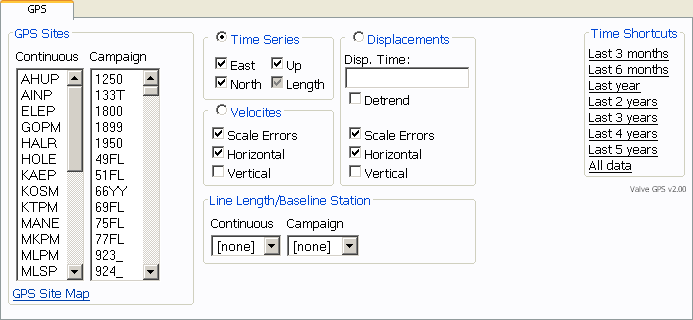 GPS
GPS Sites
Continuous
AHUP
AINP
ELEP
GOPM
HALR
HOLE
KAEP
KOSM
KTPM
MANE
MKPM
MLPM
MLSP
Campaign
1250
133T
1800
1899
1950
49FL
51FL
66YY
69FL
75FL
77FL
923_
924_
GPS Site Map
Time Series
East
Up
North
Length
Velocites
Scale Errors
Horizontal
Vertical
Displacements
Disp. Time:
Detrend
Scale Errors
Horizontal
Vertical
Line Length/Baseline Station
Continuous
Campaign
[none]
[none]
Time Shortcuts
Last 3 months
Last 6 months
Last year
Last 2 years
Last 3 years
Last 4 years
Last 5 years
All data
Valve GPS v2.00